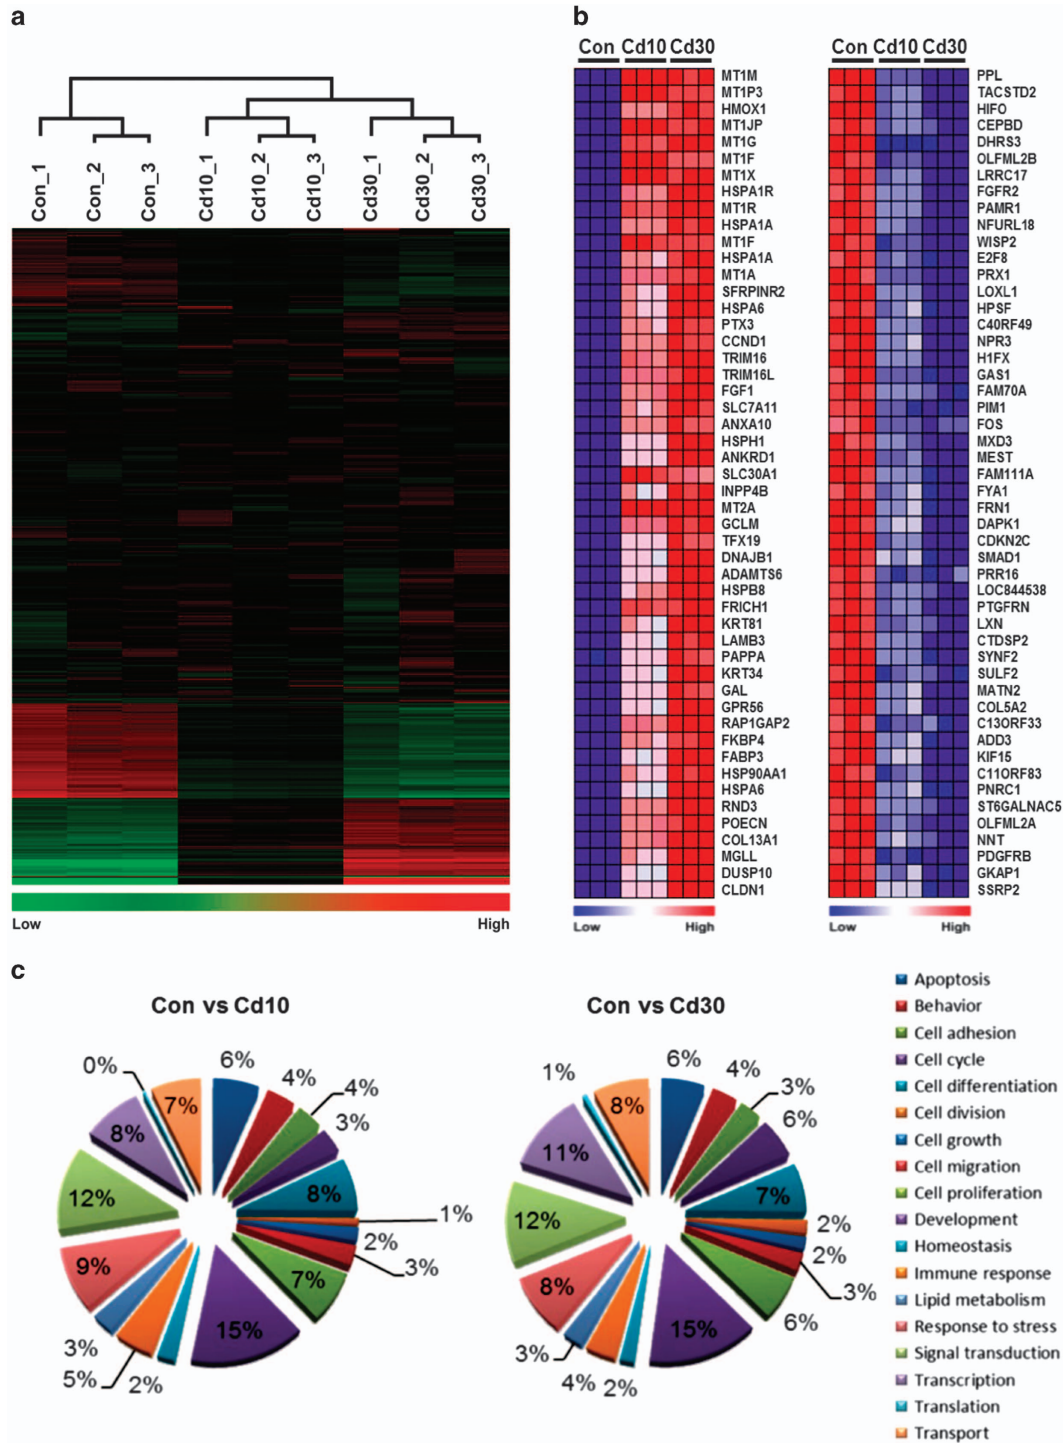 a
Con_1
Con_2
Con_3
Cd10_1
Cd10_2
Cd10_3
Cd30_1
Cd30_2
Cd30_3
Low High
b
Con Cd10 Cd30
MT1M
MT1P3
HMOX1
MT1JP
MT1G
MT1F
MT1X
HSPA1R
MT1R
HSPA1A
MT1F
HSPA1A
MT1A
SFRPINR2
HSPA6
PTX3
CCND1
TRIM16
TRIM16L
FGF1
SLC7A11
ANXA10
HSPH1
ANKRD1
SLC30A1
INPP4B
MT2A
GCLM
TFX19
DNAJB1
ADAMTS6
HSPB8
FRICH1
KRT81
LAMB3
PAPPA
KRT34
GAL
GPR56
RAP1GAP2
FKBP4
FABP3
HSP90AA1
HSPA6
RND3
POECN
COL13A1
MGLL
DUSP10
CLDN1
Low High
Con Cd10 Cd30
PPL
TACSTD2
HIFO
CEPBD
DHRS3
OLFML2B
LRRC17
FGFR2
PAMR1
NFURL18
WISP2
E2F8
PRX1
LOXL1
HPSF
C40RF49
NPR3
H1FX
GAS1
FAM70A
PIM1
FOS
MXD3
MEST
FAM111A
FYA1
FRN1
DAPK1
CDKN2C
SMAD1
PRR16
LOC844538
PTGFRN
LXN
CTDSP2
SYNF2
SULF2
MATN2
COL5A2
C13ORF33
ADD3
KIF15
C11ORF83
PNRC1
ST6GALNAC5
OLFML2A
NNT
PDGFRB
GKAP1
SSRP2
Low High
c
Con vs Cd10
6%
4%
4%
3%
8%
1%
2%
3%
7%
15%
2%
5%
3%
9%
12%
8%
0%
7%
Con vs Cd30
6%
4%
3%
6%
7%
2%
2%
3%
6%
15%
2%
4%
3%
8%
12%
11%
1%
8%
Apoptosis
Behavior
Cell adhesion
Cell cycle
Cell differentiation
Cell division
Cell growth
Cell migration
Cell proliferation
Development
Homeostasis
Immune response
Lipid metabolism
Response to stress
Signal transduction
Transcription
Translation
Transport